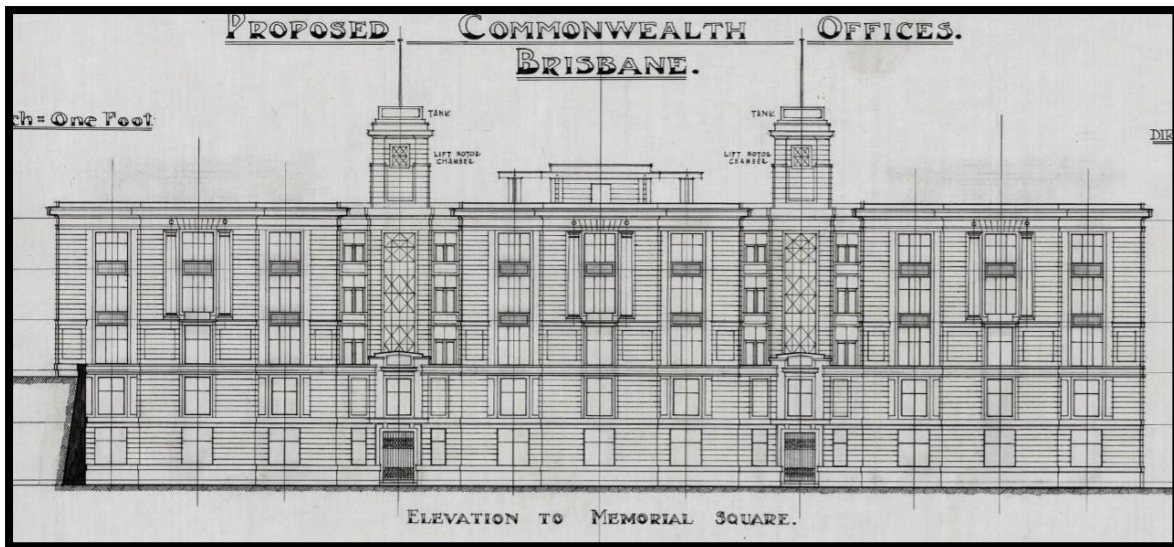 PROPOSED COMMONWEALTH OFFICES.
BRISBANE.
ch = One Foot
TANK
TANK
DIR
LIFT MOTOR
CHAMBER
LIFT MOTOR
CHAMBER
ELEVATION TO MEMORIAL SQUARE.